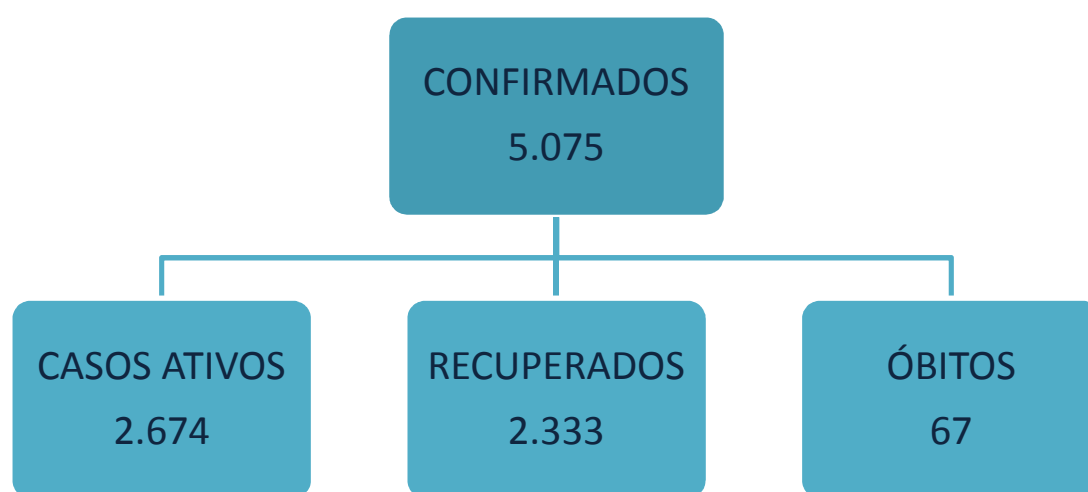 CONFIRMADOS
5.075
CASOS ATIVOS
2.674
RECUPERADOS
2.333
ÓBITOS
67